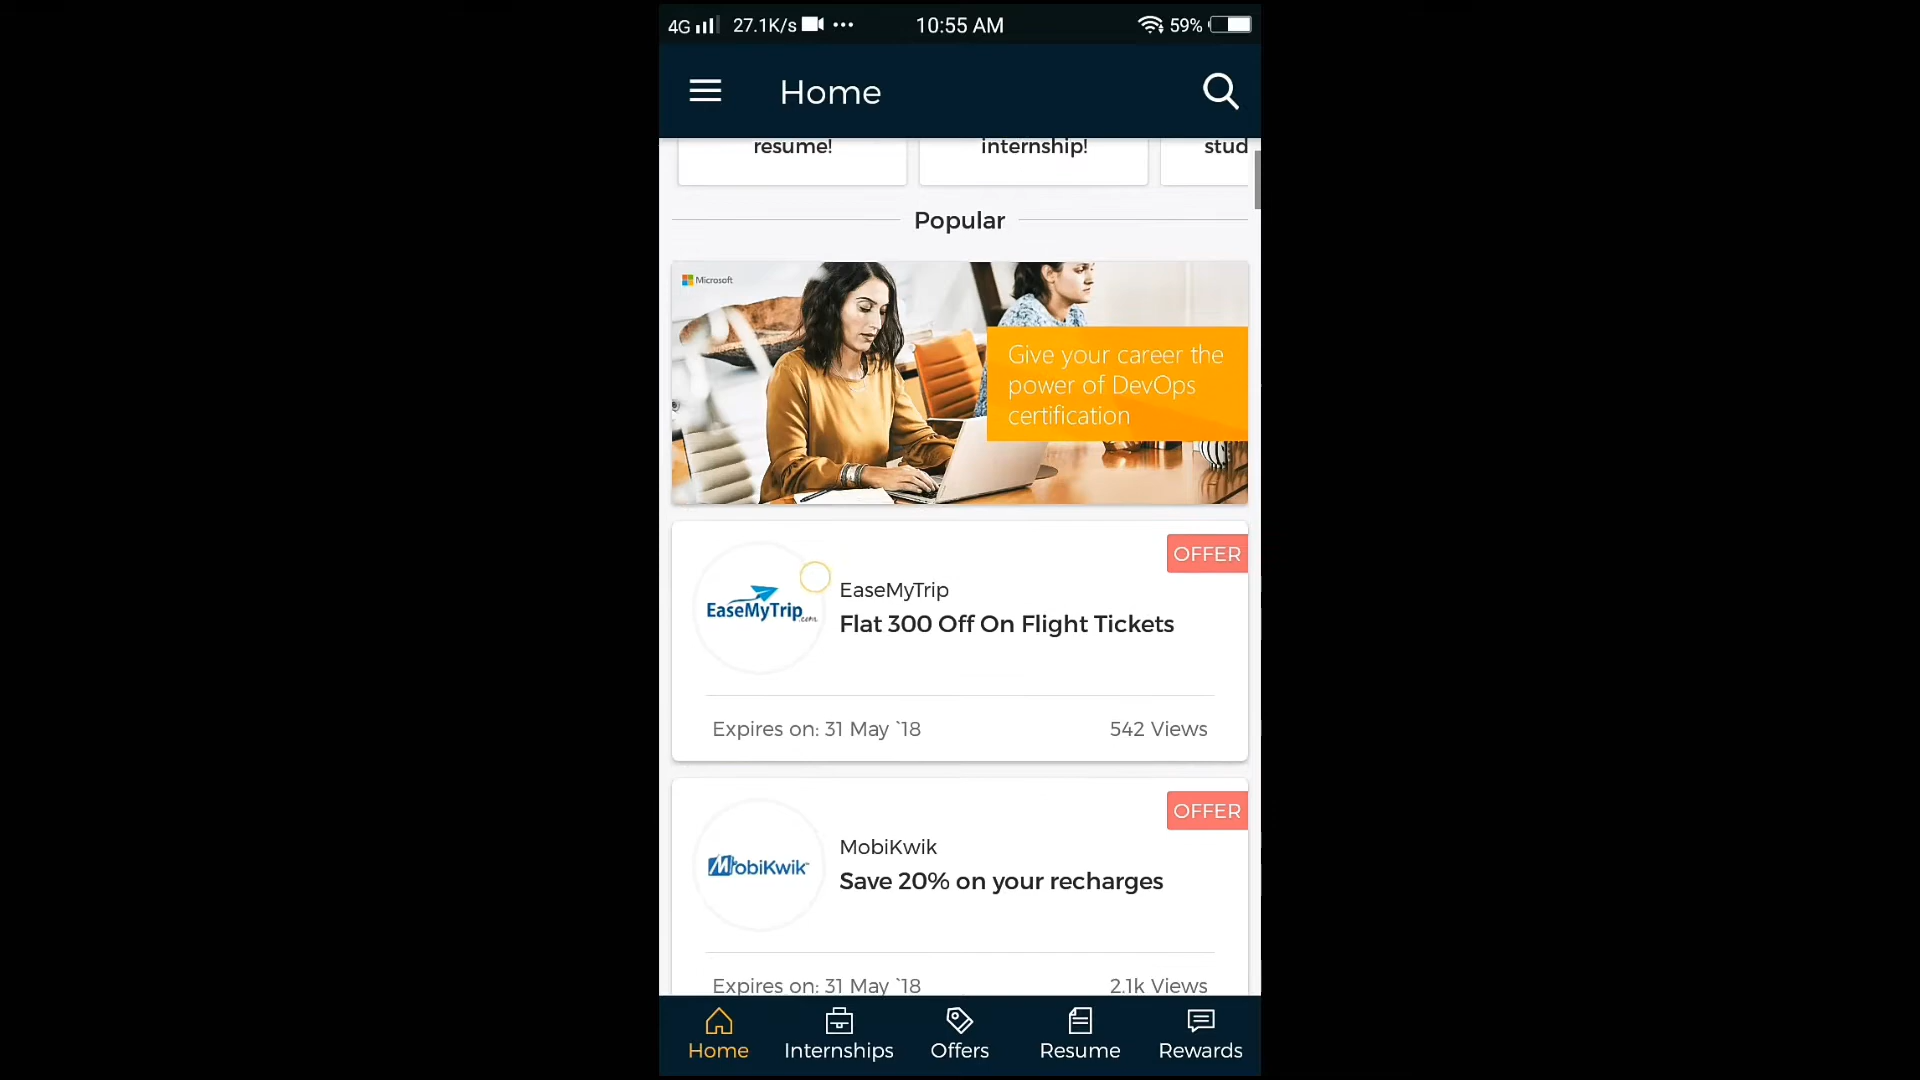 4G 27.1K/s 10:55 AM 59%
Home
resume! internship! stud
Popular
Microsoft
Give your career the
power of DevOps
certification
OFFER
EaseMyTrip.com
EaseMyTrip
Flat 300 Off On Flight Tickets
Expires on: 31 May `18 542 Views
OFFER
MobiKwik
MobiKwik
Save 20% on your recharges
Expires on: 31 May `18 2.1k Views
Home Internships Offers Resume Rewards